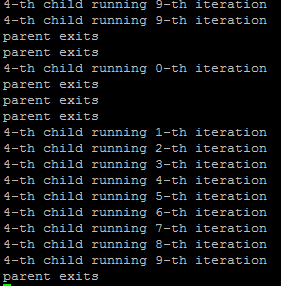 4-th child running 9-th iteration
4-th child running 9-th iteration
parent exits
parent exits
4-th child running 0-th iteration
parent exits
parent exits
parent exits
4-th child running 1-th iteration
4-th child running 2-th iteration
4-th child running 3-th iteration
4-th child running 4-th iteration
4-th child running 5-th iteration
4-th child running 6-th iteration
4-th child running 7-th iteration
4-th child running 8-th iteration
4-th child running 9-th iteration
parent exits